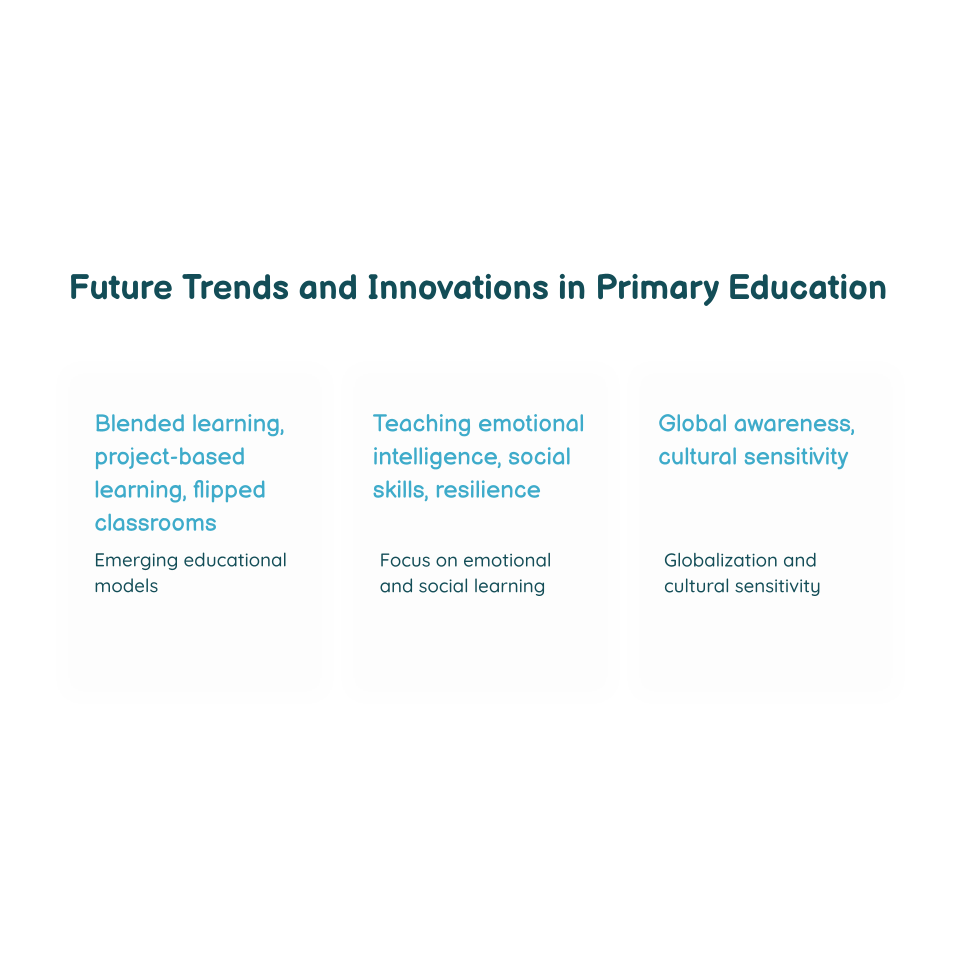 Future Trends and Innovations in Primary Education
Blended learning,
project-based
learning, flipped
classrooms
Emerging educational
models
Teaching emotional
intelligence, social
skills, resilience
Focus on emotional
and social learning
Global awareness,
cultural sensitivity
Globalization and
cultural sensitivity